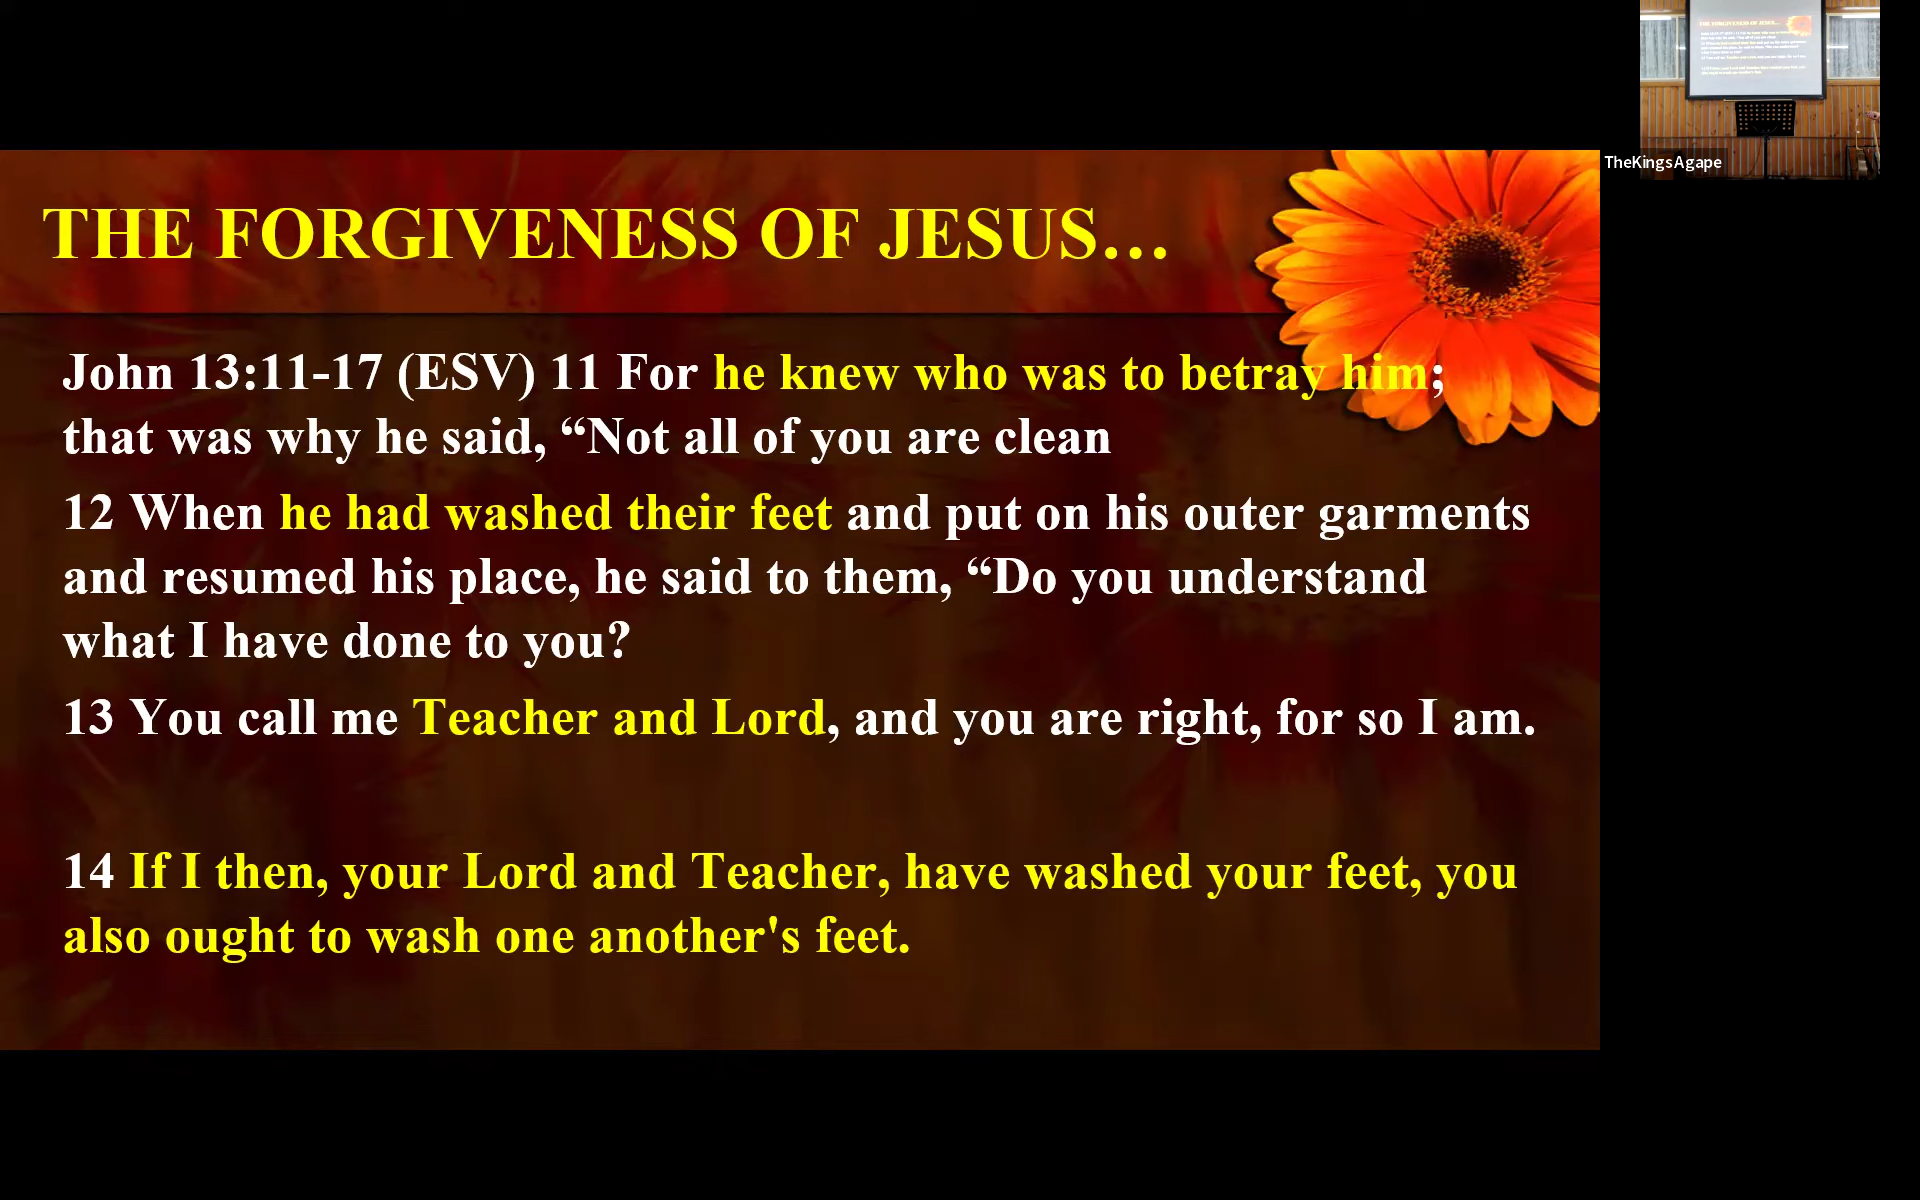 THE FORGIVENESS OF JESUS…
John 13:11-17 (ESV) 11 For he knew who was to betray him;
that was why he said, “Not all of you are clean
12 When he had washed their feet and put on his outer garments
and resumed his place, he said to them, “Do you understand
what I have done to you?
13 You call me Teacher and Lord, and you are right, for so I am.
14 If I then, your Lord and Teacher, have washed your feet, you
also ought to wash one another's feet.
TheKingsAgape